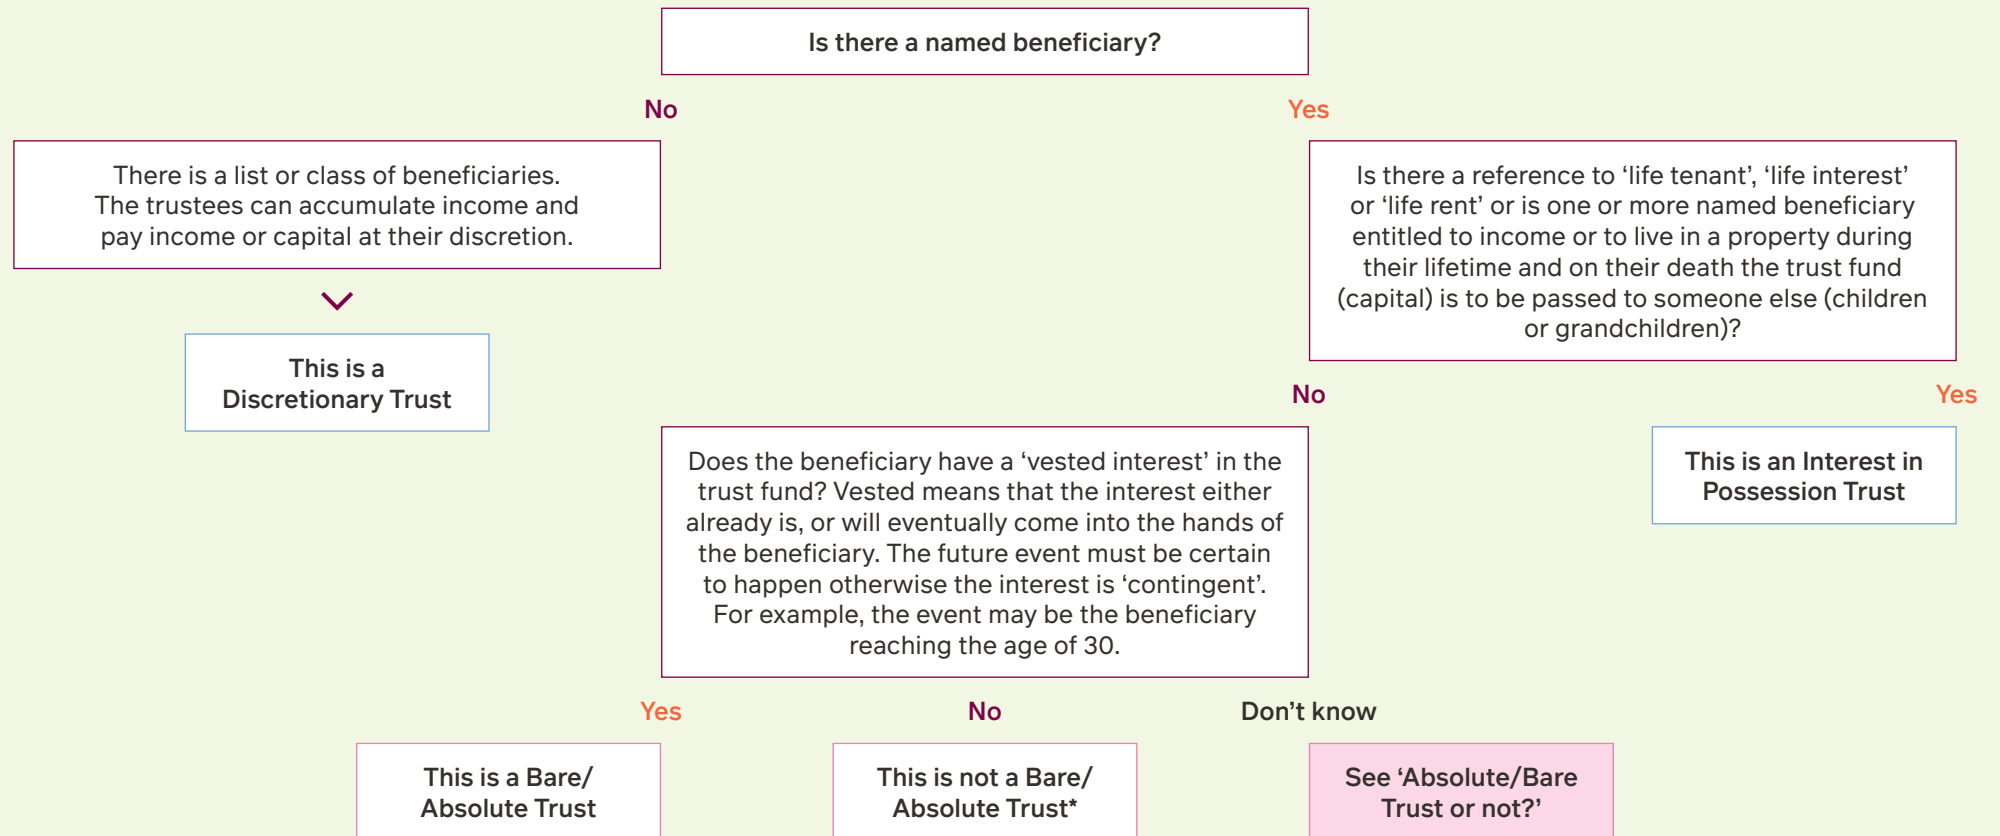 Is there a named beneficiary?
No
Yes
There is a list or class of beneficiaries.
The trustees can accumulate income and
pay income or capital at their discretion.
This is a
Discretionary Trust
Is there a reference to ‘life tenant’, ‘life interest’
or ‘life rent’ or is one or more named beneficiary
entitled to income or to live in a property during
their lifetime and on their death the trust fund
(capital) is to be passed to someone else (children
or grandchildren)?
No
Yes
Does the beneficiary have a ‘vested interest’ in the
trust fund? Vested means that the interest either
already is, or will eventually come into the hands of
the beneficiary. The future event must be certain
to happen otherwise the interest is ‘contingent’.
For example, the event may be the beneficiary
reaching the age of 30.
This is an Interest in
Possession Trust
Yes
No
Don’t know
This is a Bare/
Absolute Trust
This is not a Bare/
Absolute Trust*
See ‘Absolute/Bare
Trust or not?’